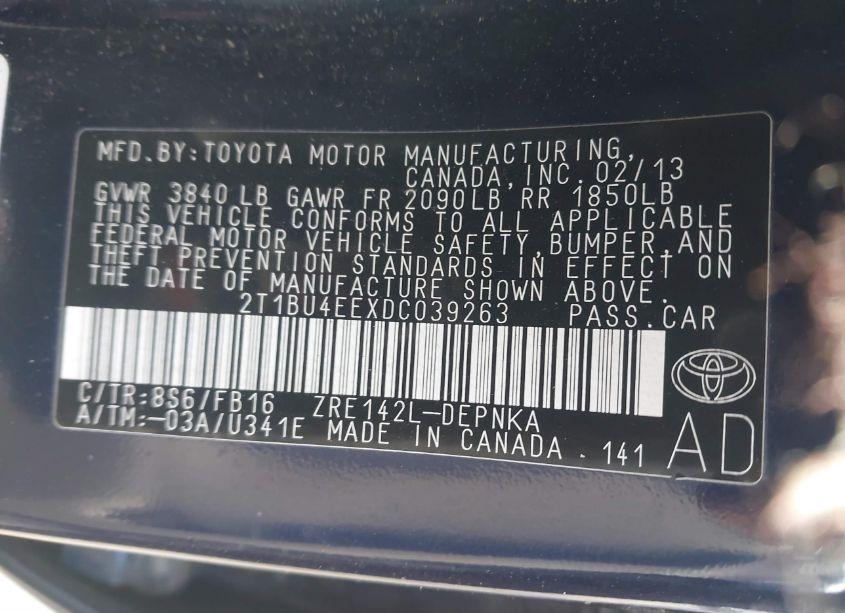 MFD.BY:TOYOTA MOTOR MANUFACTURING,
CANADA,INC. 02/13
GVWR 3840 LB GAWR FR 2090LB RR 1850LB
THIS VEHICLE CONFORMS TO ALL APPLICABLE
FEDERAL MOTOR VEHICLE SAFETY,BUMPER,AND
THEFT PREVENTION STANDARDS IN EFFECT ON
THE DATE OF MANUFACTURE SHOWN ABOVE.
2T1BU4EEXDC039263 PASS.CAR
C/TR:8S6/FB16 ZRE142L-DEPNKA
A/TM:-03A/U341E MADE IN CANADA . 141
AD